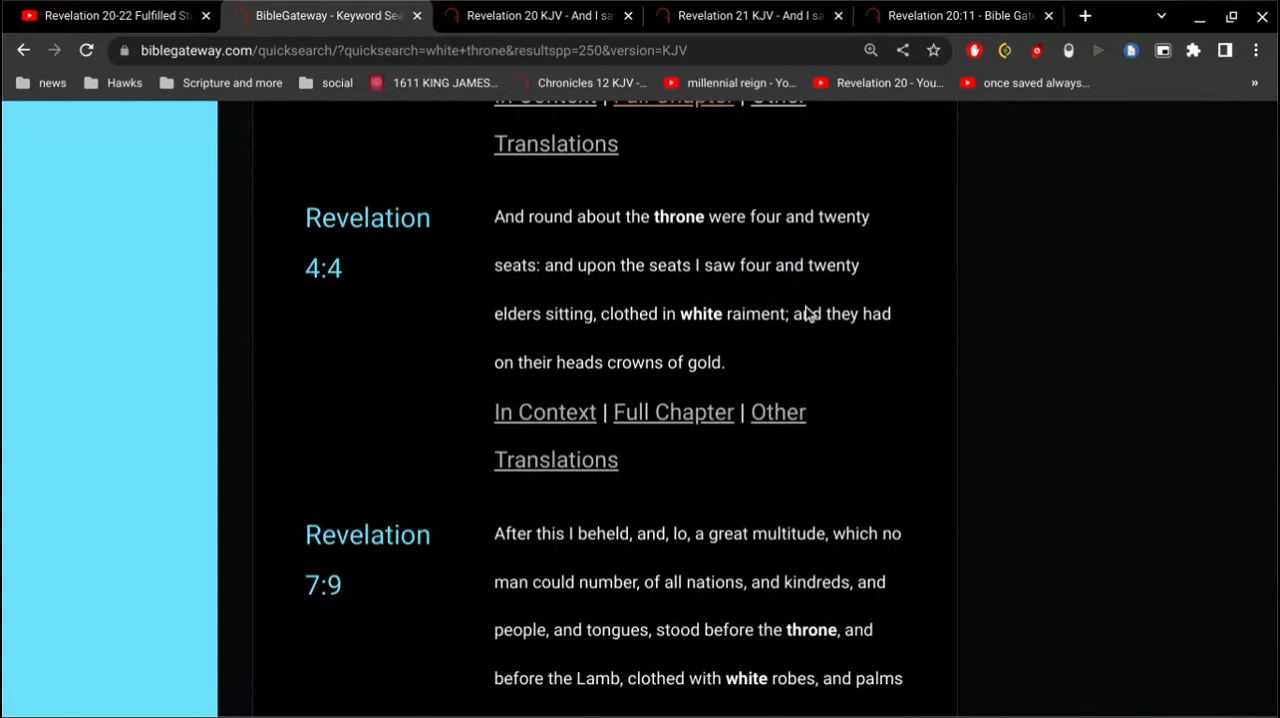 Revelation 20-22 Fulfilled St
BibleGateway - Keyword Sea
Revelation 20 KJV - And I sa
Revelation 21 KJV - And I sa
Revelation 20:11 - Bible Gat
biblegateway.com/quicksearch/?quicksearch=white+throne&resultspp=250&version=KJV
news
Hawks
Scripture and more
social
1611 KING JAMES...
Chronicles 12 KJV -...
millennial reign - Yo...
Revelation 20 - You...
once saved always...
»
In Context | Full Chapter | Other
Translations
Revelation
4:4
And round about the throne were four and twenty
seats: and upon the seats I saw four and twenty
elders sitting, clothed in white raiment; and they had
on their heads crowns of gold.
In Context | Full Chapter | Other
Translations
Revelation
7:9
After this I beheld, and, lo, a great multitude, which no
man could number, of all nations, and kindreds, and
people, and tongues, stood before the throne, and
before the Lamb, clothed with white robes, and palms